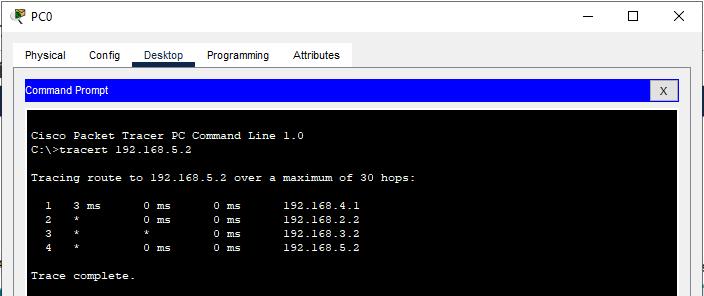 PC0
Physical Config Desktop Programming Attributes
Command Prompt X
Cisco Packet Tracer PC Command Line 1.0
C:\>tracert 192.168.5.2
Tracing route to 192.168.5.2 over a maximum of 30 hops:
1 3 ms 0 ms 0 ms 192.168.4.1
2 * 0 ms 0 ms 192.168.2.2
3 * * 0 ms 192.168.3.2
4 * 0 ms 0 ms 192.168.5.2
Trace complete.